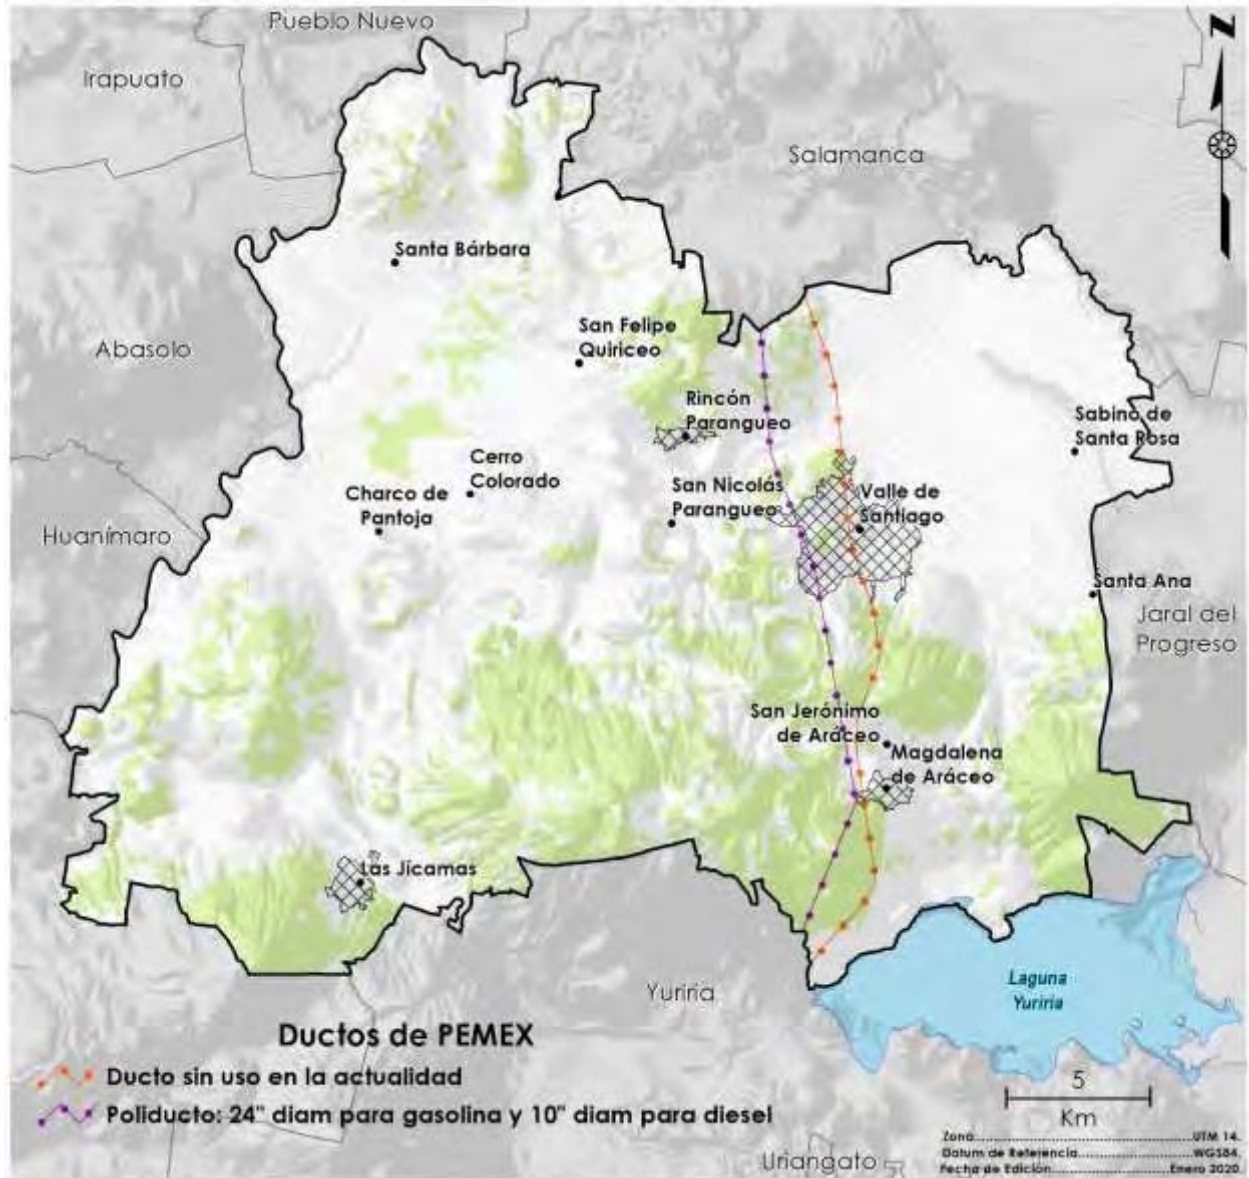 Pueblo Nuevo
Irapuato
Z
Salamanca
Santa Bárbara
Abasolo
San Felipe
Quiriceo
Rincón
Parangueo
Sabino de
Santa Rosa
Cerro
Colorado
San Nicolás
Parangueo
Valle de
Santiago
Charco de
Pantoja
Huanímaro
Santa Ana
Jaral del
Progreso
San Jerónimo
de Aráceo
Magdalena
de Aráceo
Las Jícamas
Laguna
Yuriria
Yuriria
Ductos de PEMEX
Ducto sin uso en la actualidad
Poliducto: 24" diam para gasolina y 10" diam para diesel
5
Km
Zona UTM 14.
Datum de Referencia WGS84.
Fecha de Edición Enero 2020.
Uriangato